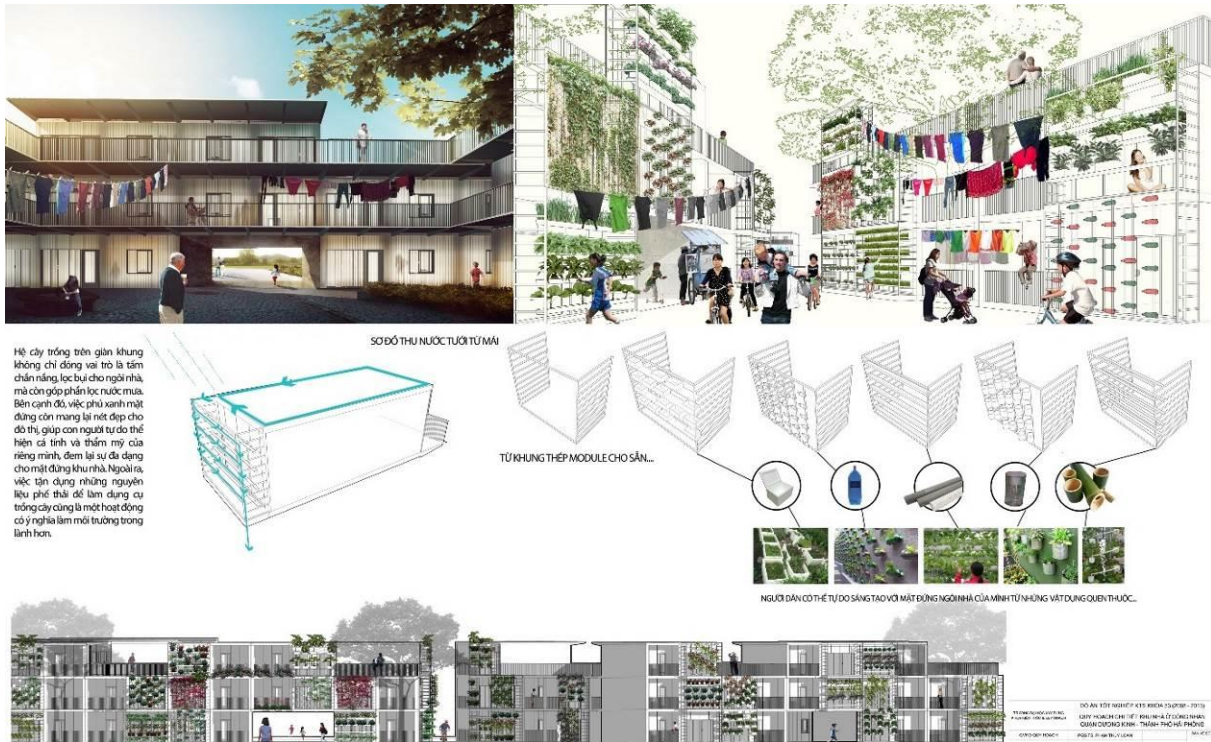 SƠ ĐỒ THU NƯỚC TƯỚI TỪ MÁI
Hệ cây trồng trên giàn khung
không chỉ đóng vai trò là tấm
chắn nắng, lọc bụi cho ngôi nhà,
mà còn góp phần lọc nước mưa.
Bên cạnh đó, việc phủ xanh mặt
đứng còn mang lại nét đẹp cho
đô thị, giúp con người tự do thể
hiện cá tính và thẩm mỹ của
riêng mình, đem lại sự đa dạng
cho mặt đứng khu nhà. Ngoài ra,
việc tận dụng những nguyên
liệu phế thải để làm dụng cụ
trồng cây cũng là một hoạt động
có ý nghĩa làm môi trường trong
lành hơn.
TỪ KHUNG THÉP MODULE CHO SẴN....
NGƯỜI DÂN CÓ THỂ TỰ DO SÁNG TẠO VỚI MẶT ĐỨNG NGÔI NHÀ CỦA MÌNH TỪ NHỮNG VẬT DỤNG QUEN THUỘC...
ĐỒ ÁN TỐT NGHIỆP KTS KHÓA
QUY HOẠCH CHI TIẾT KHU NHÀ Ở CÔNG NHÂN
QUẬN DƯƠNG KINH - THÀNH PHỐ HẢI PHÒNG